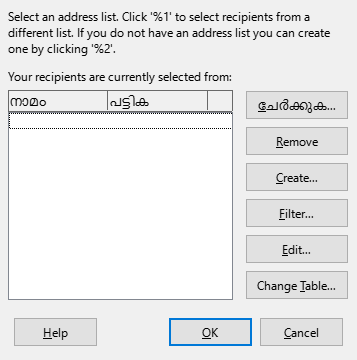 Select an address list. Click '%1' to select recipients from a
different list. If you do not have an address list you can create
one by clicking '%2'.
Your recipients are currently selected from:
നാമം പട്ടിക
ചേർക്കുക...
Remove
Create...
Filter...
Edit...
Change Table...
Help OK Cancel